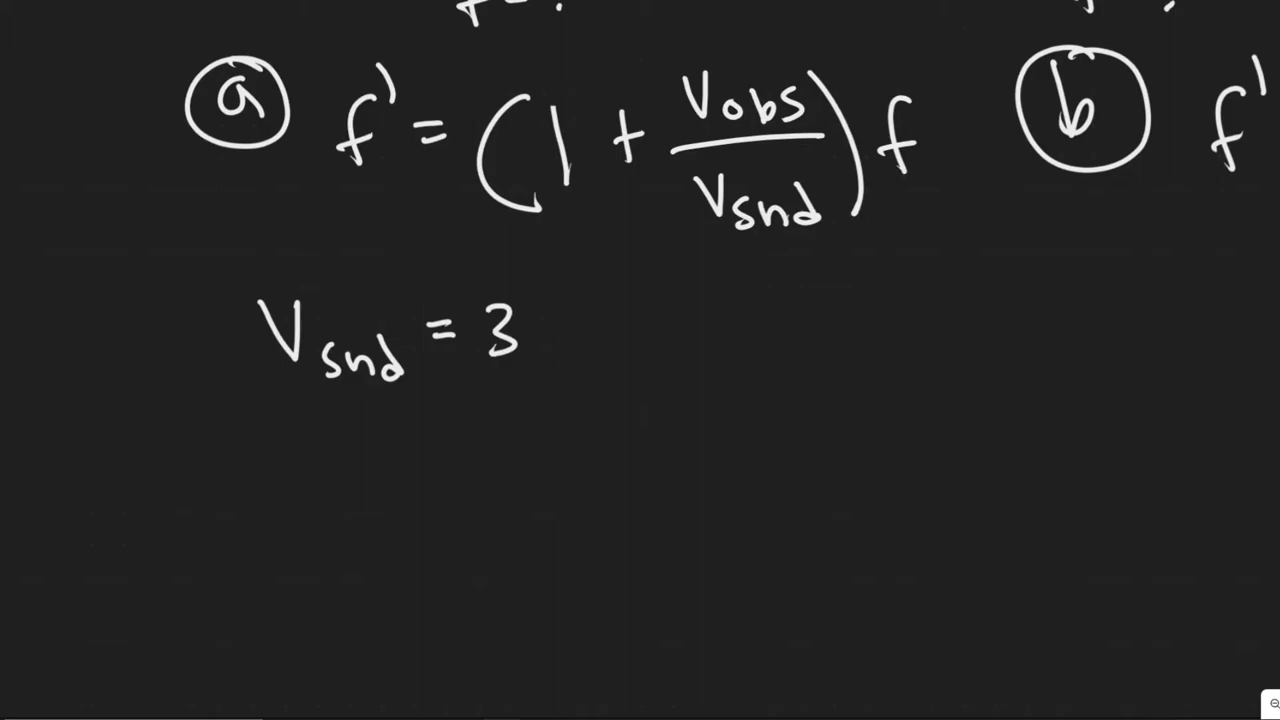 ⓐ f' = (1 + Vobs/Vsnd) f ⓑ f'
Vsnd = 3